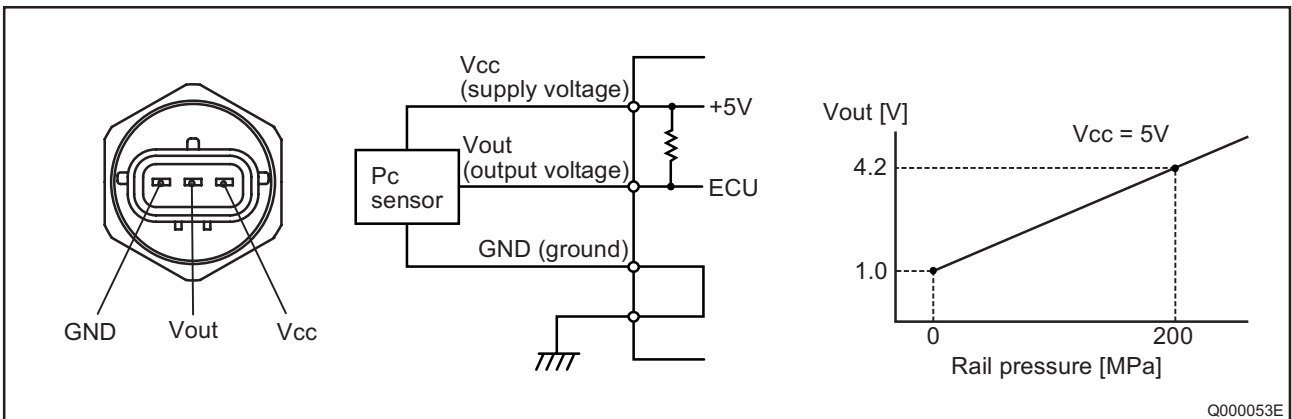 GND
Vout
Vcc
Vcc
(supply voltage)
+5V
Vout
(output voltage)
Pc
sensor
ECU
GND (ground)
Vout [V]
Vcc = 5V
4.2
1.0
0
200
Rail pressure [MPa]
Q000053E